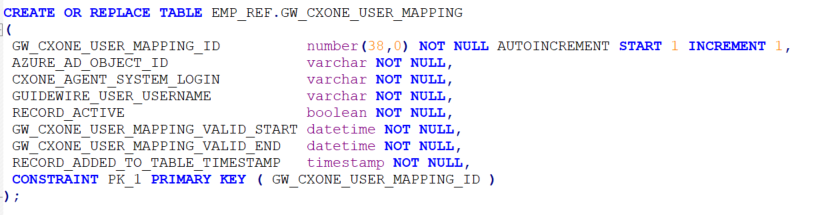 CREATE OR REPLACE TABLE EMP_REF.GW_CXONE_USER_MAPPING
(
GW_CXONE_USER_MAPPING_ID number(38,0) NOT NULL AUTOINCREMENT START 1 INCREMENT 1,
AZURE_AD_OBJECT_ID varchar NOT NULL,
CXONE_AGENT_SYSTEM_LOGIN varchar NOT NULL,
GUIDEWIRE_USER_USERNAME varchar NOT NULL,
RECORD_ACTIVE boolean NOT NULL,
GW_CXONE_USER_MAPPING_VALID_START datetime NOT NULL,
GW_CXONE_USER_MAPPING_VALID_END datetime NOT NULL,
RECORD_ADDED_TO_TABLE_TIMESTAMP timestamp NOT NULL,
CONSTRAINT PK_1 PRIMARY KEY ( GW_CXONE_USER_MAPPING_ID )
);